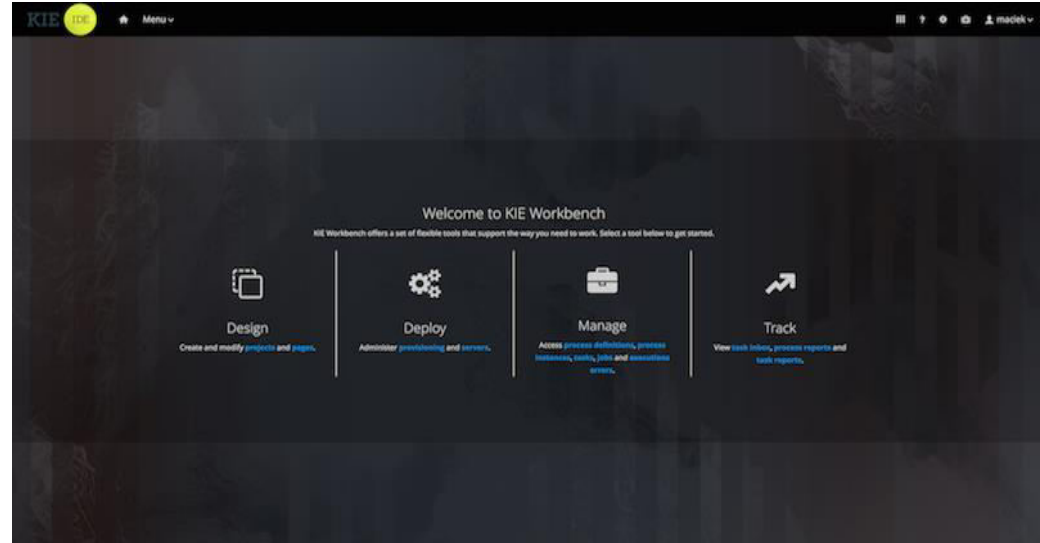 KIE IDE Menu maciek
Welcome to KIE Workbench
KIE Workbench offers a set of flexible tools that support the way you need to work. Select a tool below to get started.
Design
Create and modify projects and pages.
Deploy
Administer provisioning and servers.
Manage
Access process definitions, process
instances, tasks, jobs and executions
errors.
Track
View task inbox, process reports and
task reports.